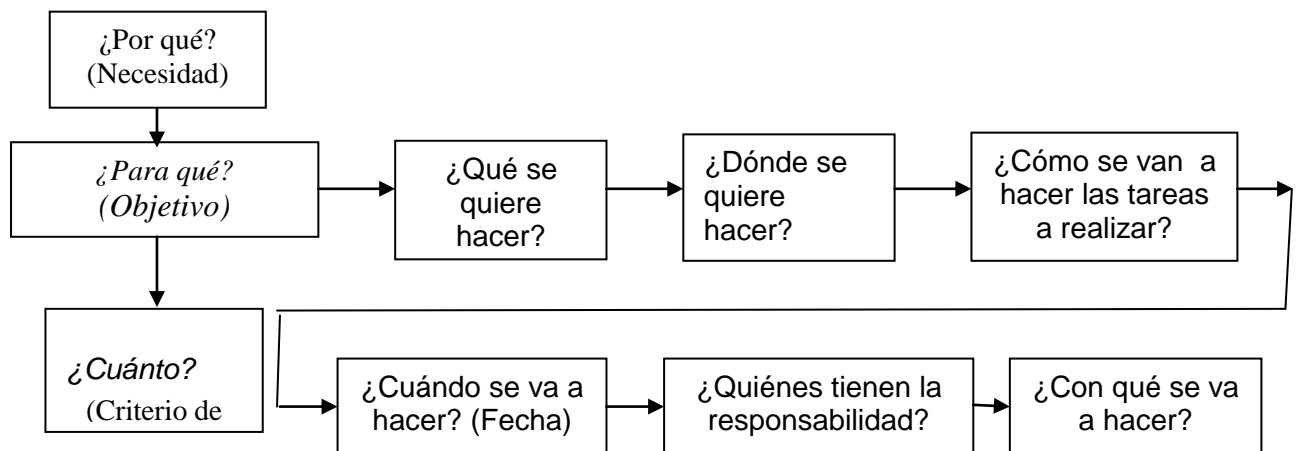 ¿Por qué?
(Necesidad)
¿Para qué?
(Objetivo)
¿Qué se
quiere
hacer?
¿Dónde se
quiere
hacer?
¿Cómo se van a
hacer las tareas
a realizar?
¿Cuánto?
(Criterio de
¿Cuándo se va a
hacer? (Fecha)
¿Quiénes tienen la
responsabilidad?
¿Con qué se va
a hacer?